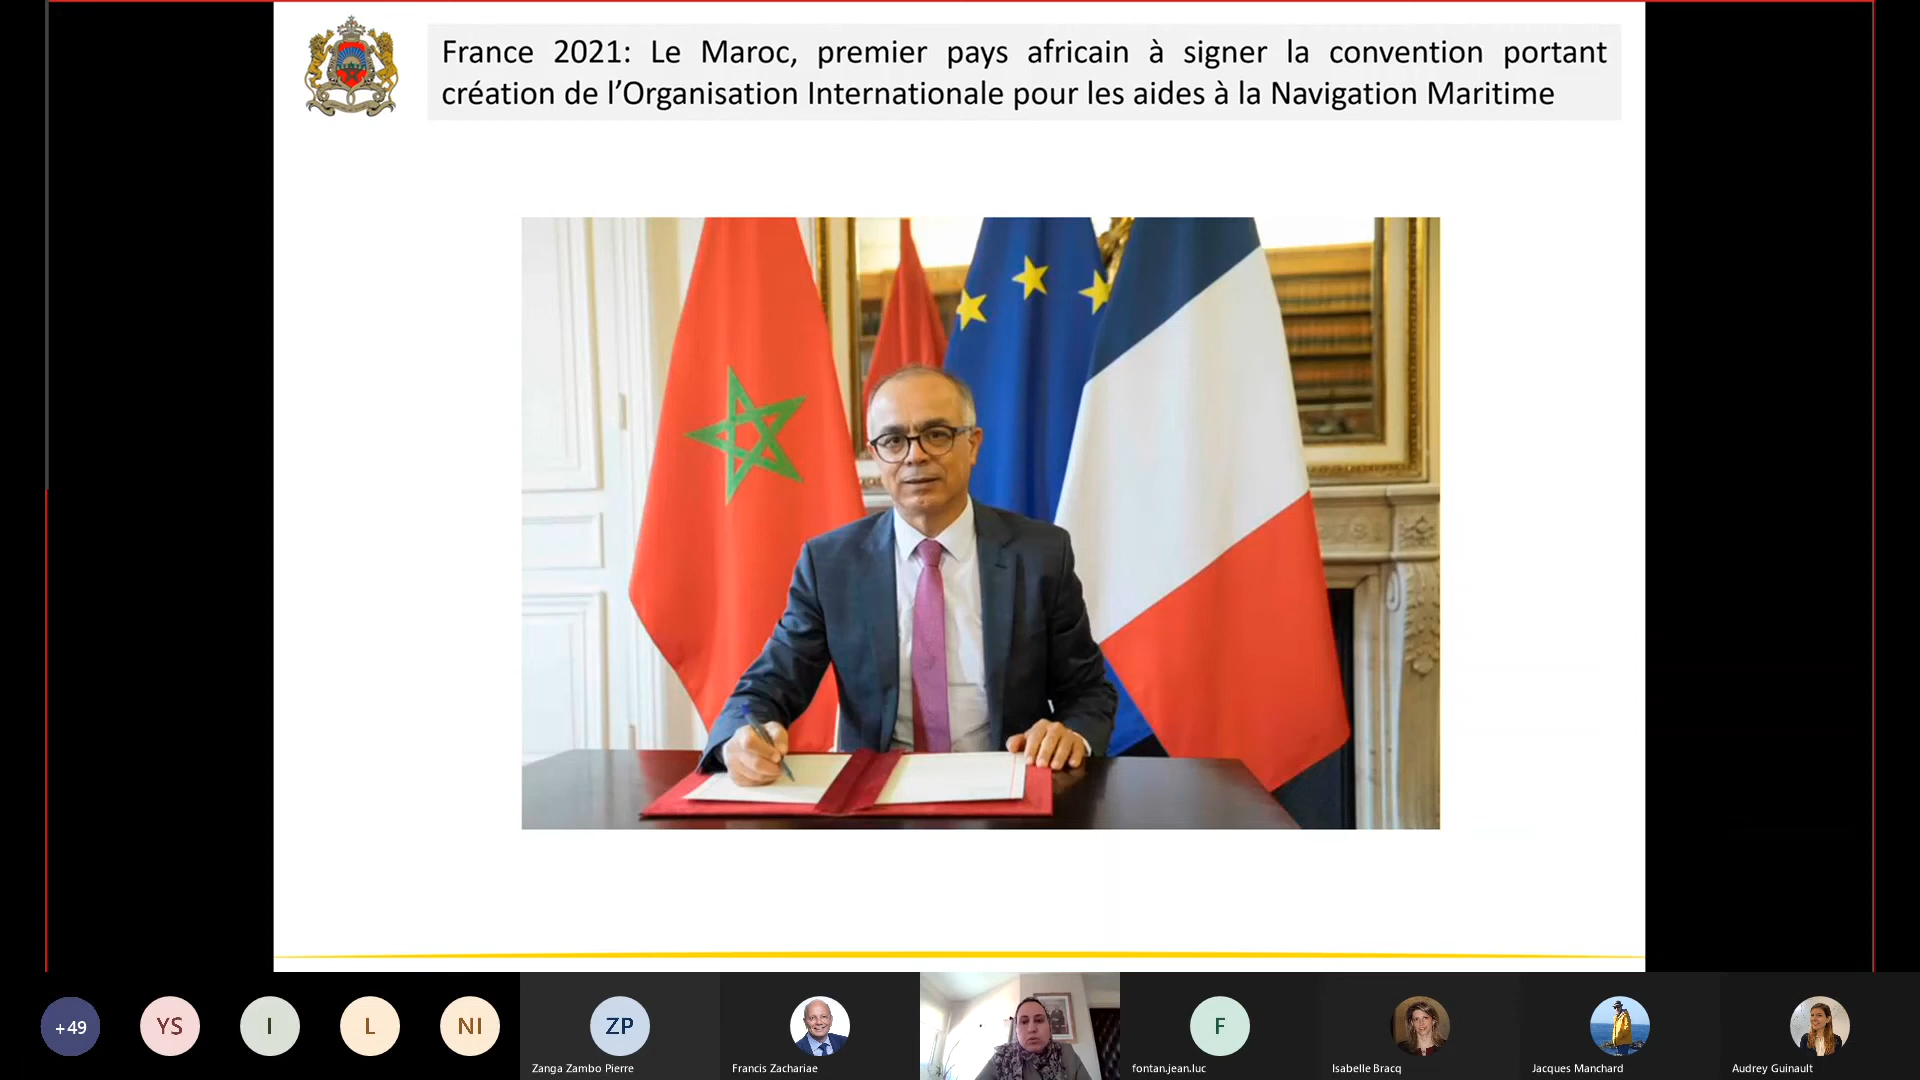 France 2021: Le Maroc, premier pays africain à signer la convention portant
création de l’Organisation Internationale pour les aides à la Navigation Maritime
+49
YS
I
L
NI
ZP
F
Zanga Zambo Pierre
Francis Zachariae
fontan.jean.luc
Isabelle Bracq
Jacques Manchard
Audrey Guinault